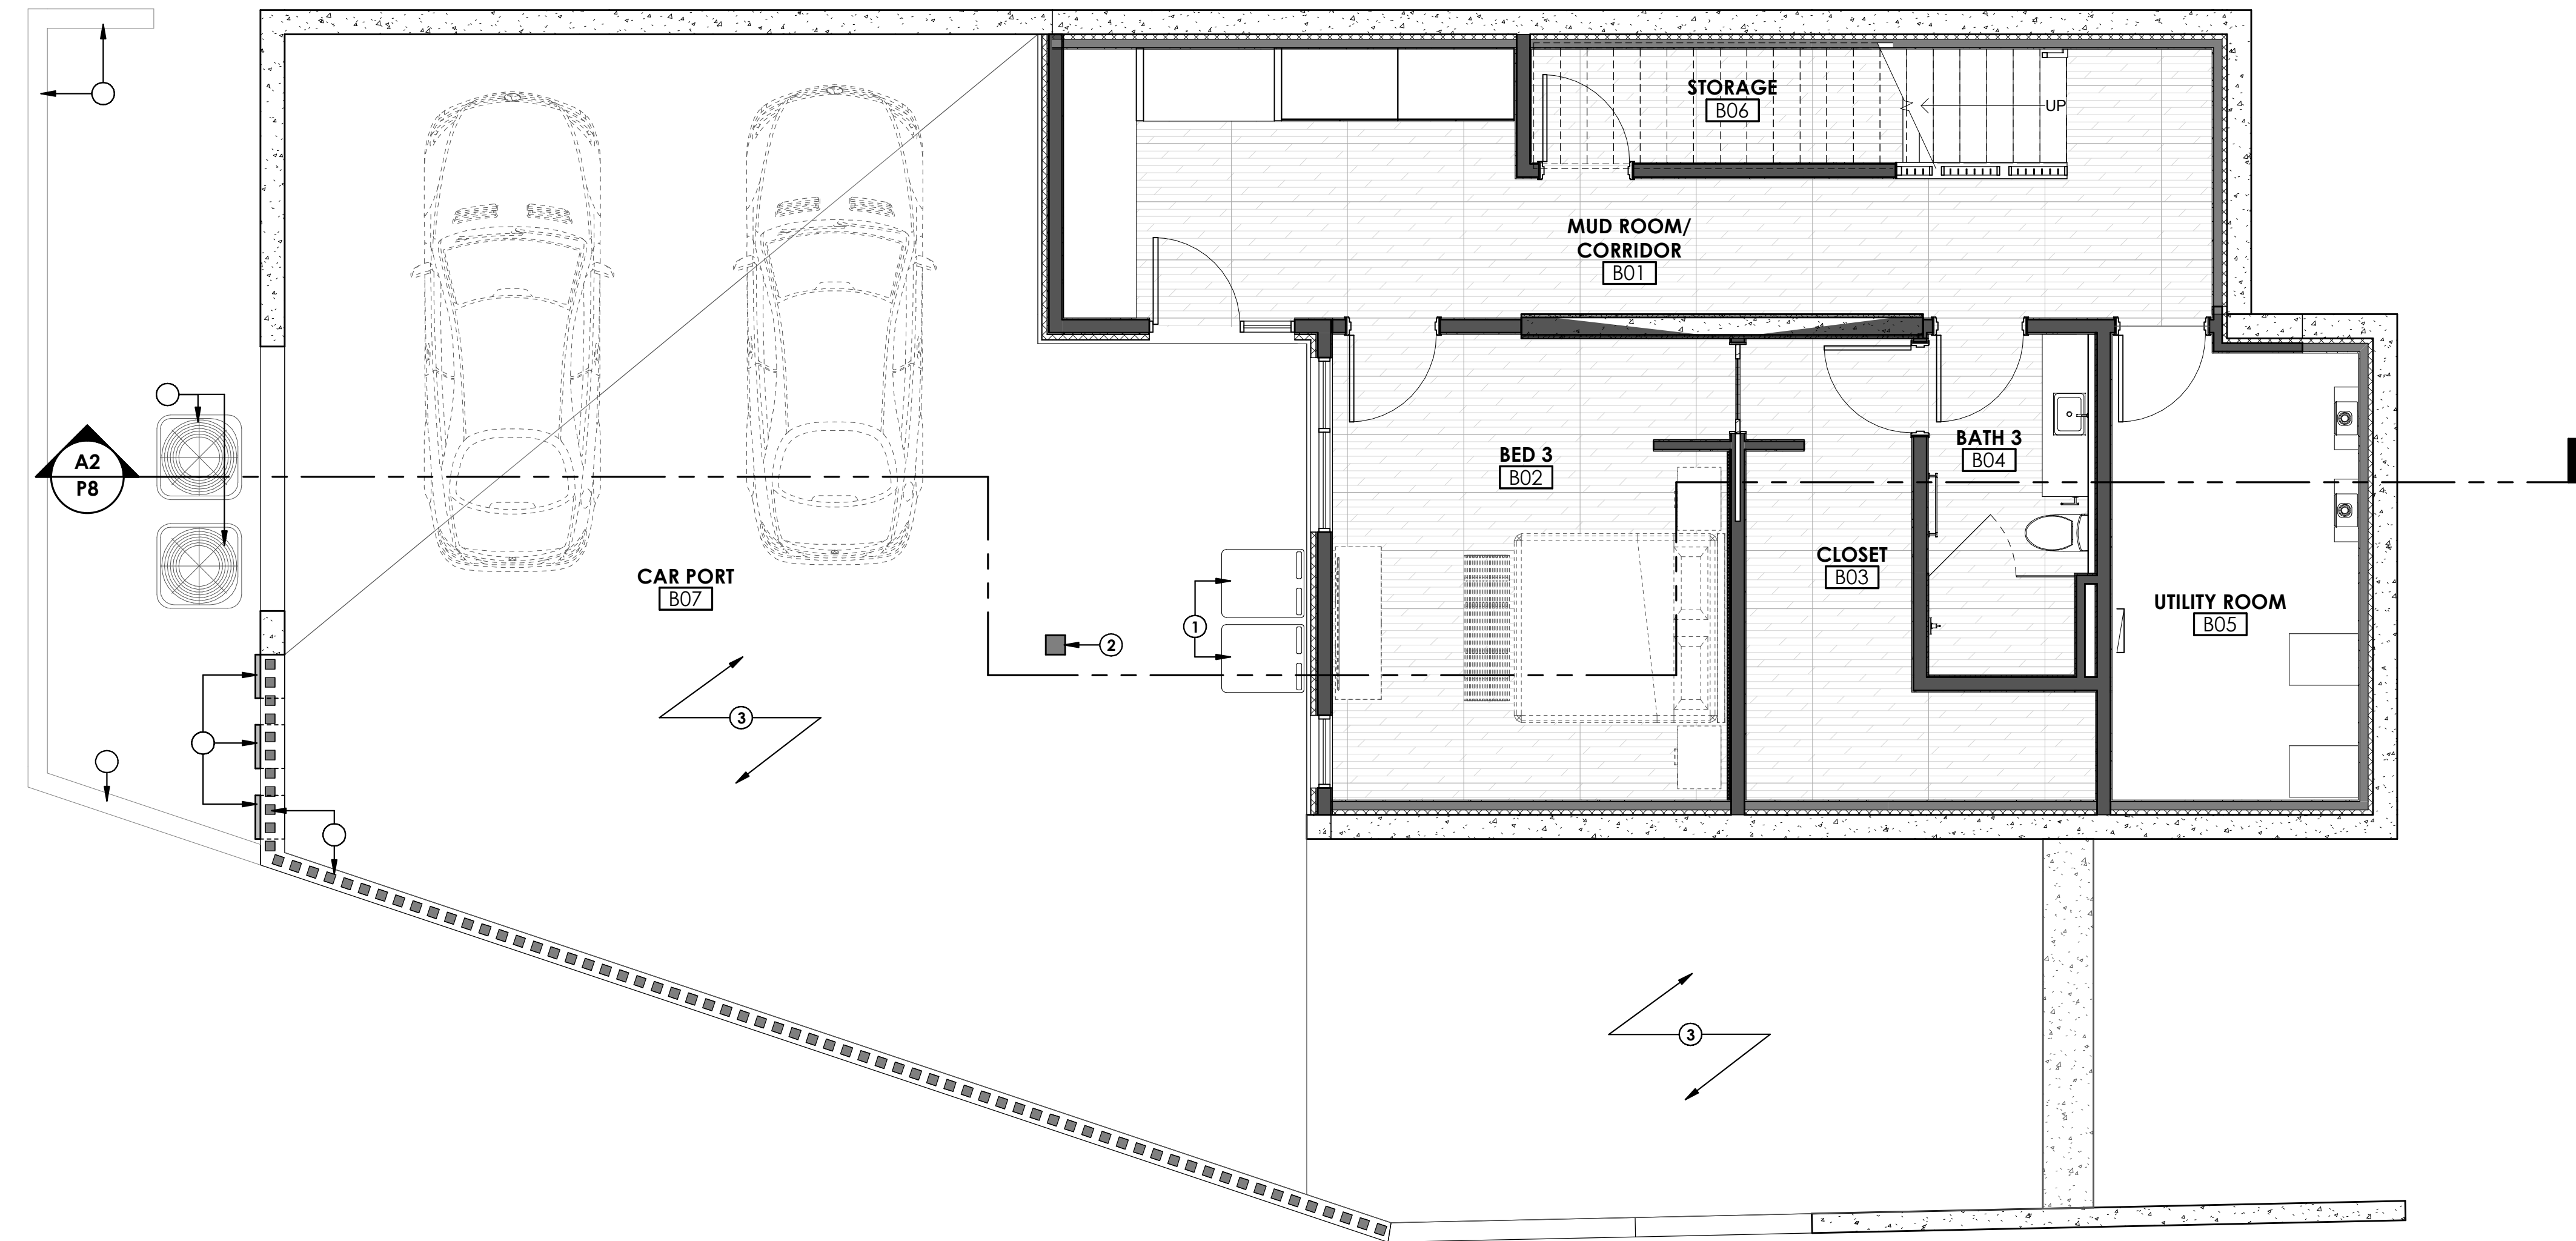 STORAGE
B06
UP
MUD ROOM/
CORRIDOR
B01
A2
P8
BED 3
B02
BATH 3
B04
CLOSET
B03
CAR PORT
B07
UTILITY ROOM
B05
1
2
3
3